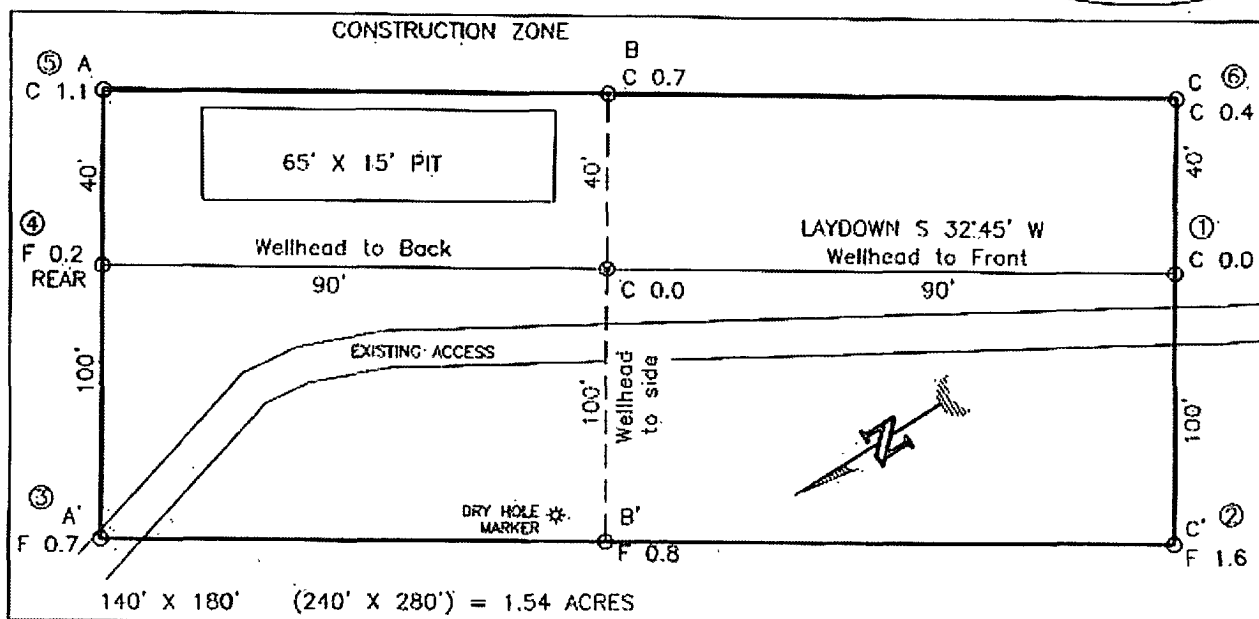 CONSTRUCTION ZONE
⑤ A
C 1.1
B
C 0.7
C ⑥
C 0.4
65' X 15' PIT
40'
40'
40'
④
F 0.2
REAR
Wellhead to Back
90'
C 0.0
LAYDOWN S 32°45' W
Wellhead to Front
90'
①
C 0.0
EXISTING ACCESS
100'
100'
Wellhead
to side
100'
N
③ A'
F 0.7
DRY HOLE
MARKER
B'
F 0.8
C' ②
F 1.6
140' X 180' (240' X 280') = 1.54 ACRES